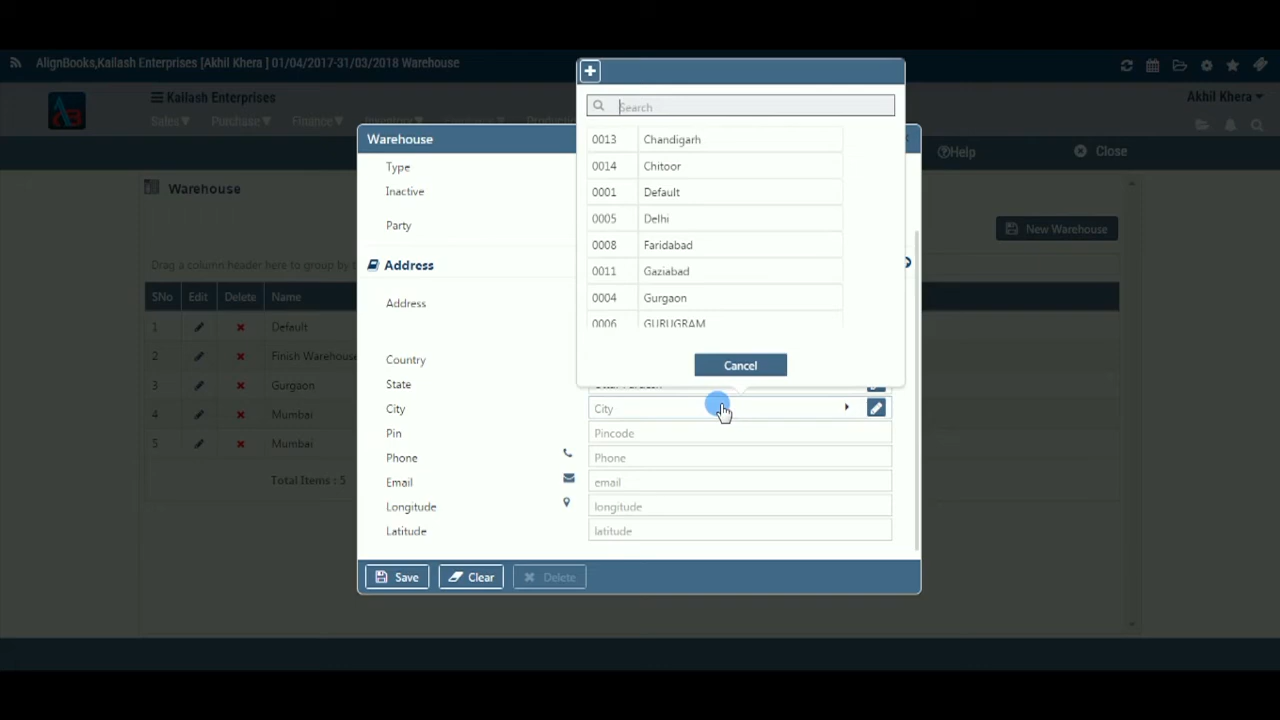 AlignBooks,Kailash Enterprises [Akhil Khera ] 01/04/2017-31/03/2018 Warehouse
Kailash Enterprises
Akhil Khera
Sales Purchase Finance
Warehouse
Help
Close
Search
0013 Chandigarh
0014 Chitoor
0001 Default
0005 Delhi
0008 Faridabad
0011 Gaziabad
0004 Gurgaon
0006 GURUGRAM
Cancel
Warehouse
New Warehouse
Drag a column header here to group by
SNo Edit Delete Name
1 Default
2 Finish Warehouse
3 Gurgaon
4 Mumbai
5 Mumbai
Total Items : 5
Type
Inactive
Party
Address
Address
Country
State
City City
Pin Pincode
Phone Phone
Email email
Longitude longitude
Latitude latitude
Save Clear Delete